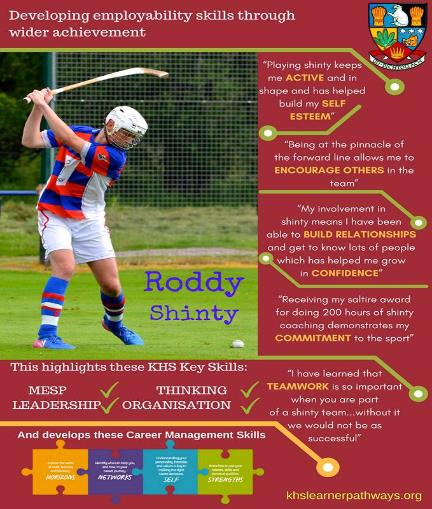 Developing employability skills through
wider achievement
"Playing shinty keeps
me ACTIVE and in
shape and has helped
build my SELF
ESTEEM"
"Being at the pinnacle of
the forward line allows me to
ENCOURAGE OTHERS in the
team"
"My involvement in
shinty means I have been
able to BUILD RELATIONSHIPS
and get to know lots of people
which has helped me grow
in CONFIDENCE"
Roddy
Shinty
"Receiving my saltire award
for doing 200 hours of shinty
coaching demonstrates my
COMMITMENT to the sport"
"I have learned that
TEAMWORK is so important
when you are part
of a shinty team...without it
we would not be as
successful"
This highlights these KHS Key Skills:
MESP THINKING
LEADERSHIP ORGANISATION
And develops these Career Management Skills
HORIZONS
NETWORKS
SELF
STRENGTHS
khslearnerpathways.org